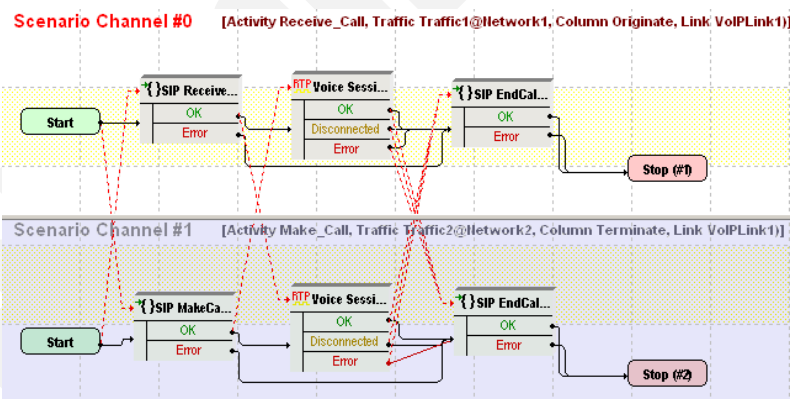 Scenario Channel #0 [Activity Receive_Call, Traffic Traffic1@Network1, Column Originate, Link VoIPLink1)]
{ }SIP Receive...
RTP Voice Sessi...
{ }SIP EndCal...
Start
OK
Error
OK
Disconnected
Error
OK
Error
Stop (#1)
Scenario Channel #1 [Activity Make_Call, Traffic Traffic2@Network2, Column Terminate, Link VoIPLink1)]
{ }SIP MakeCa...
RTP Voice Sessi...
{ }SIP EndCal...
Start
OK
Error
OK
Disconnected
Error
OK
Error
Stop (#2)